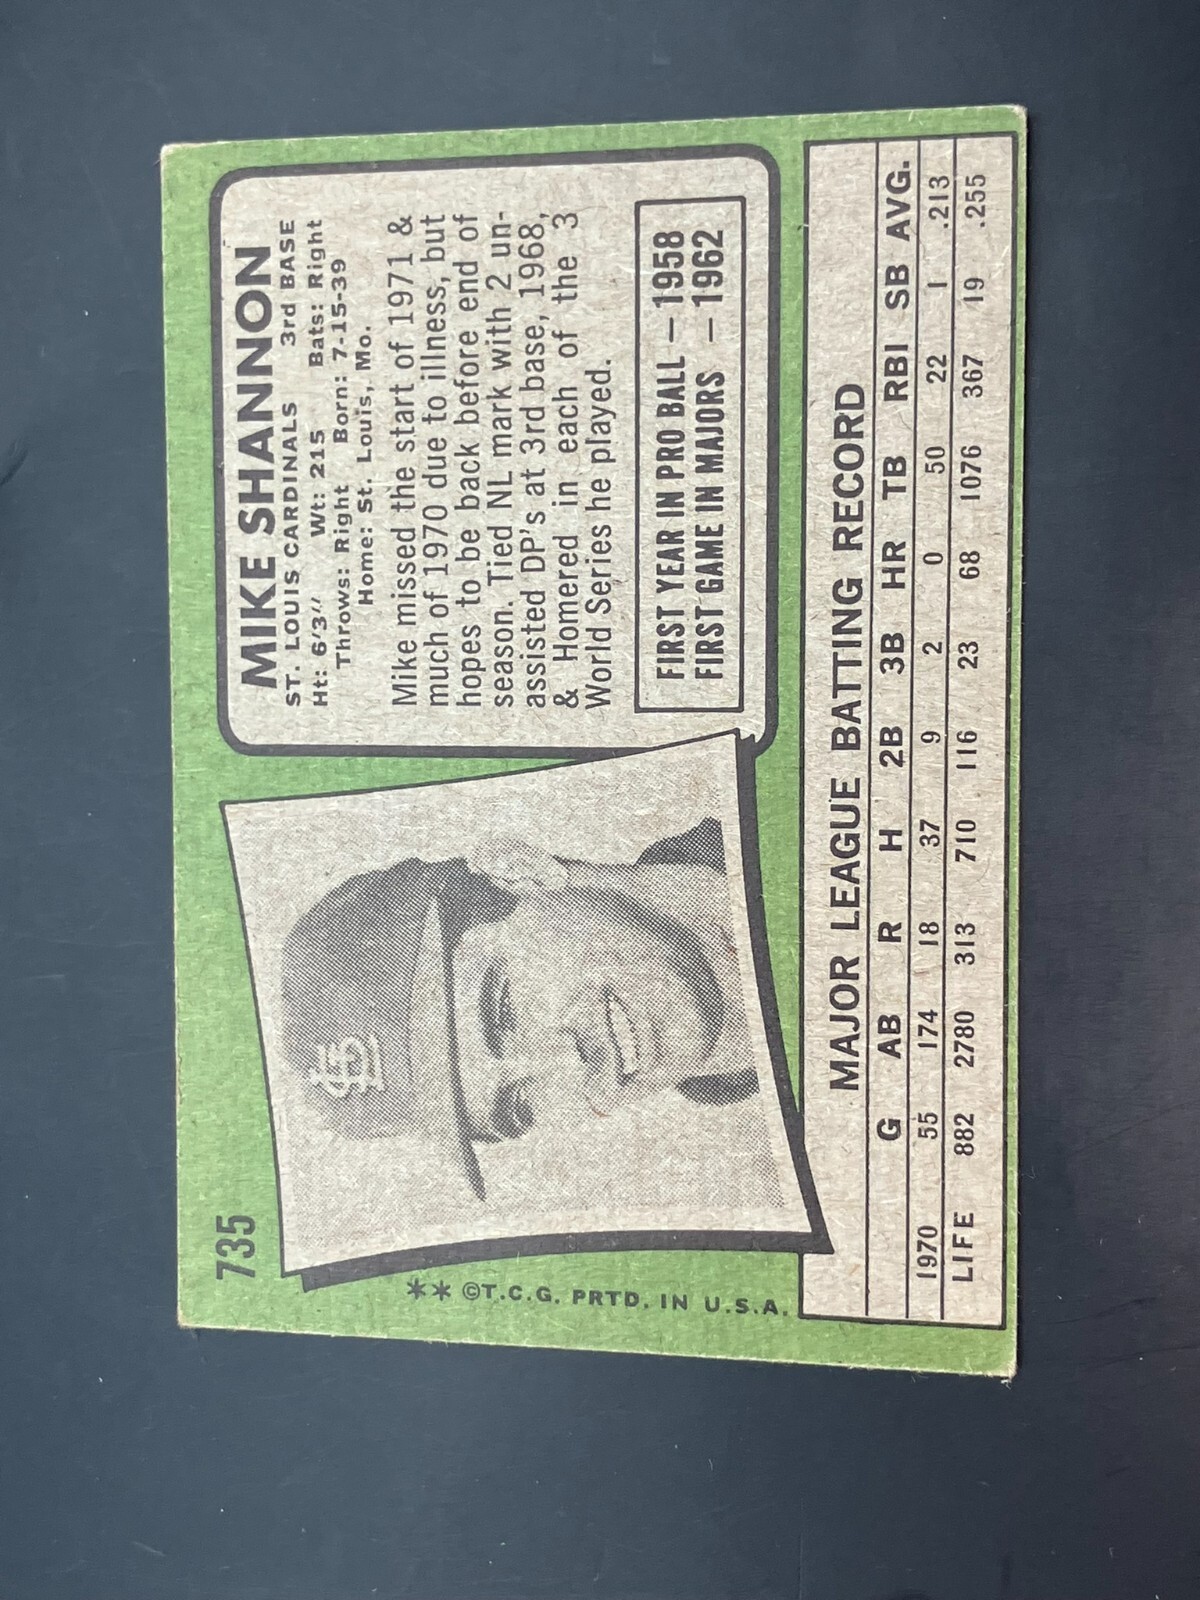 735
MIKE SHANNON
ST. LOUIS CARDINALS 3rd BASE
Ht: 6'3" Wt: 215 Bats: Right
Throws: Right Born: 7-15-39
Home: St. Louis, Mo.
Mike missed the start of 1971 &
much of 1970 due to illness, but
hopes to be back before end of
season. Tied NL mark with 2 un-
assisted DP's at 3rd base, 1968,
& Homered in each of the 3
World Series he played.
FIRST YEAR IN PRO BALL — 1958
FIRST GAME IN MAJORS — 1962
StL
** ©T.C.G. PRTD. IN U.S.A.
MAJOR LEAGUE BATTING RECORD
G AB R H 2B 3B HR TB RBI SB AVG.
1970 55 174 18 37 9 2 0 50 22 1 .213
LIFE 882 2780 313 710 116 23 68 1076 367 19 .255